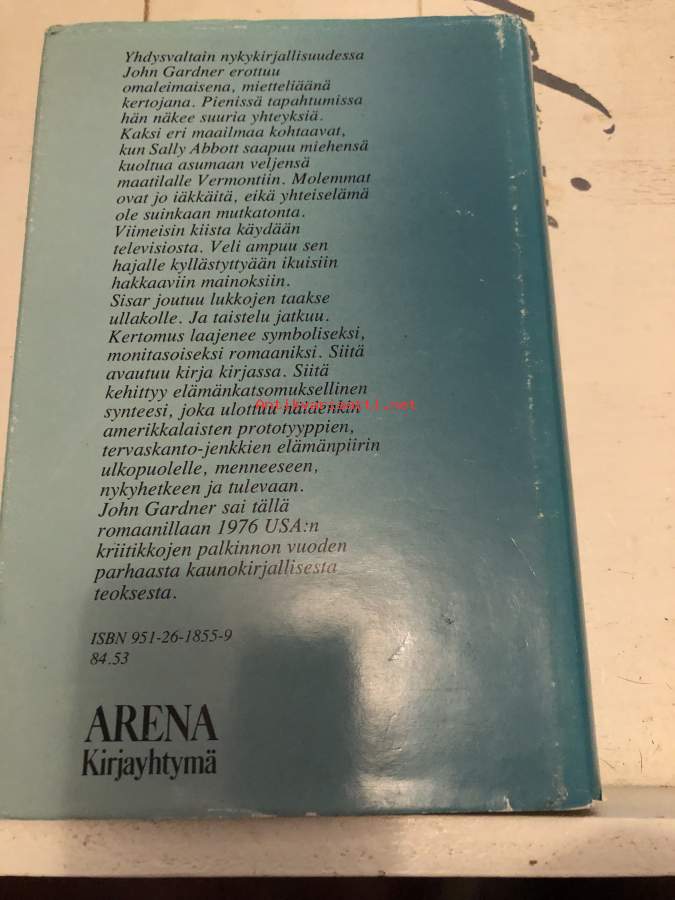 Yhdysvaltain nykykirjallisuudessa
John Gardner erottuu
omaleimaisena, mietteliäänä
kertojana. Pienissä tapahtumissa
hän näkee suuria yhteyksiä.
Kaksi eri maailmaa kohtaavat,
kun Sally Abbott saapuu miehensä
kuoltua asumaan veljensä
maatilalle Vermontiin. Molemmat
ovat jo iäkkäitä, eikä yhteiselämä
ole suinkaan mutkatonta.
Viimeisin kiista käydään
televisiosta. Veli ampuu sen
hajalle kyllästyttyään ikuisiin
hakkaaviin mainoksiin.
Sisar joutuu lukkojen taakse
ullakolle. Ja taistelu jatkuu.
Kertomus laajenee symboliseksi,
monitasoiseksi romaaniksi. Siitä
avautuu kirja kirjassa. Siitä
kehittyy elämänkatsomuksellinen
synteesi, joka ulottuu näidenkin
Antikvariaatti.net
amerikkalaisten prototyyppien,
tervaskanto-jenkkien elämänpiirin
ulkopuolelle, menneeseen,
nykyhetkeen ja tulevaan.
John Gardner sai tällä
romaanillaan 1976 USA:n
kriitikkojen palkinnon vuoden
parhaasta kaunokirjallisesta
teoksesta.
ISBN 951-26-1855-9
84.53
ARENA
Kirjayhtymä